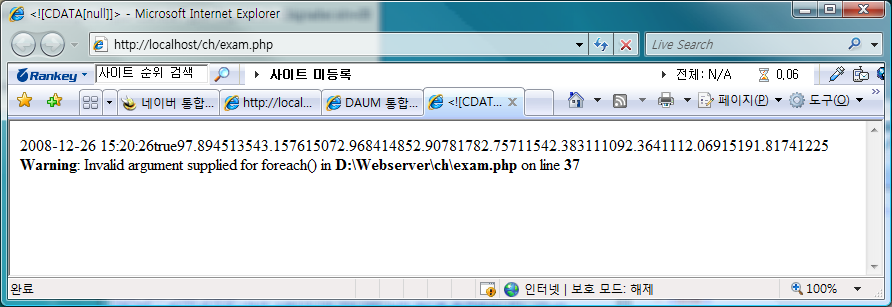 <![CDATA[null]]> - Microsoft Internet Explorer
http://localhost/ch/exam.php
Live Search
Rankey 사이트 순위 검색 사이트 미등록 전체: N/A 0,06
네이버 통합... http://local... DAUM 통합... <![CDAT... 페이지(P) 도구(O) »
2008-12-26 15:20:26true97.894513543.157615072.968414852.90781782.75711542.383111092.3641112.06915191.81741225
Warning: Invalid argument supplied for foreach() in D:\Webserver\ch\exam.php on line 37
완료 인터넷 | 보호 모드: 해제 100%